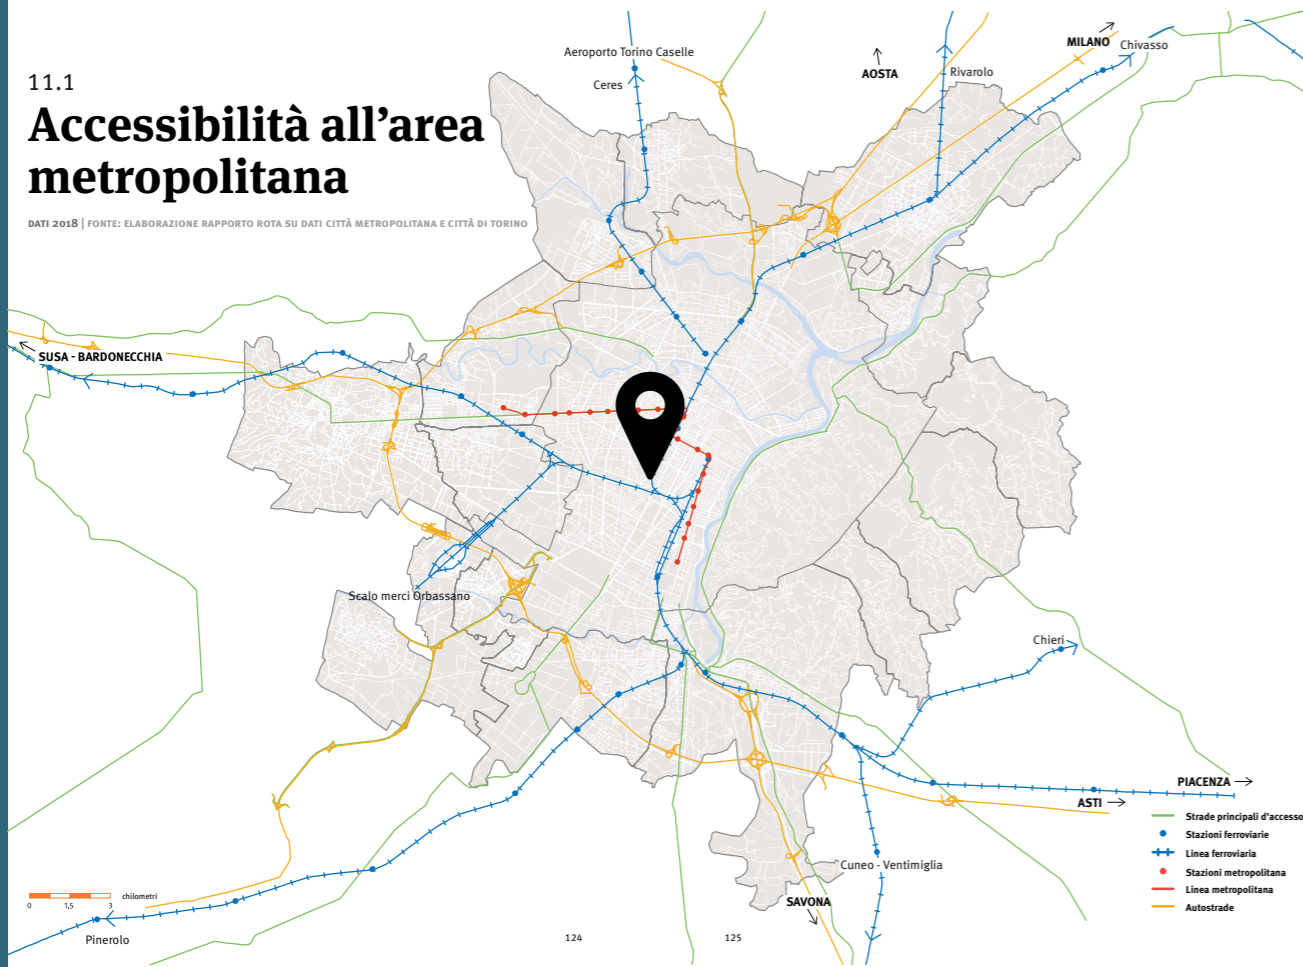 11.1
Accessibilità all'area
metropolitana
DATI 2018 | FONTE: ELABORAZIONE RAPPORTO ROTA SU DATI CITTÀ METROPOLITANA E CITTÀ DI TORINO
Aeroporto Torino Caselle
Ceres
AOSTA
MILANO
Chivasso
Rivarolo
SUSA - BARDONECCHIA
Scalo merci Orbassano
Chieri
PIACENZA
ASTI
Cuneo - Ventimiglia
SAVONA
Pinerolo
Strade principali d'accesso
Stazioni ferroviarie
Linea ferroviaria
Stazioni metropolitana
Linea metropolitana
Autostrade
chilometri
0 1,5 3
124 125